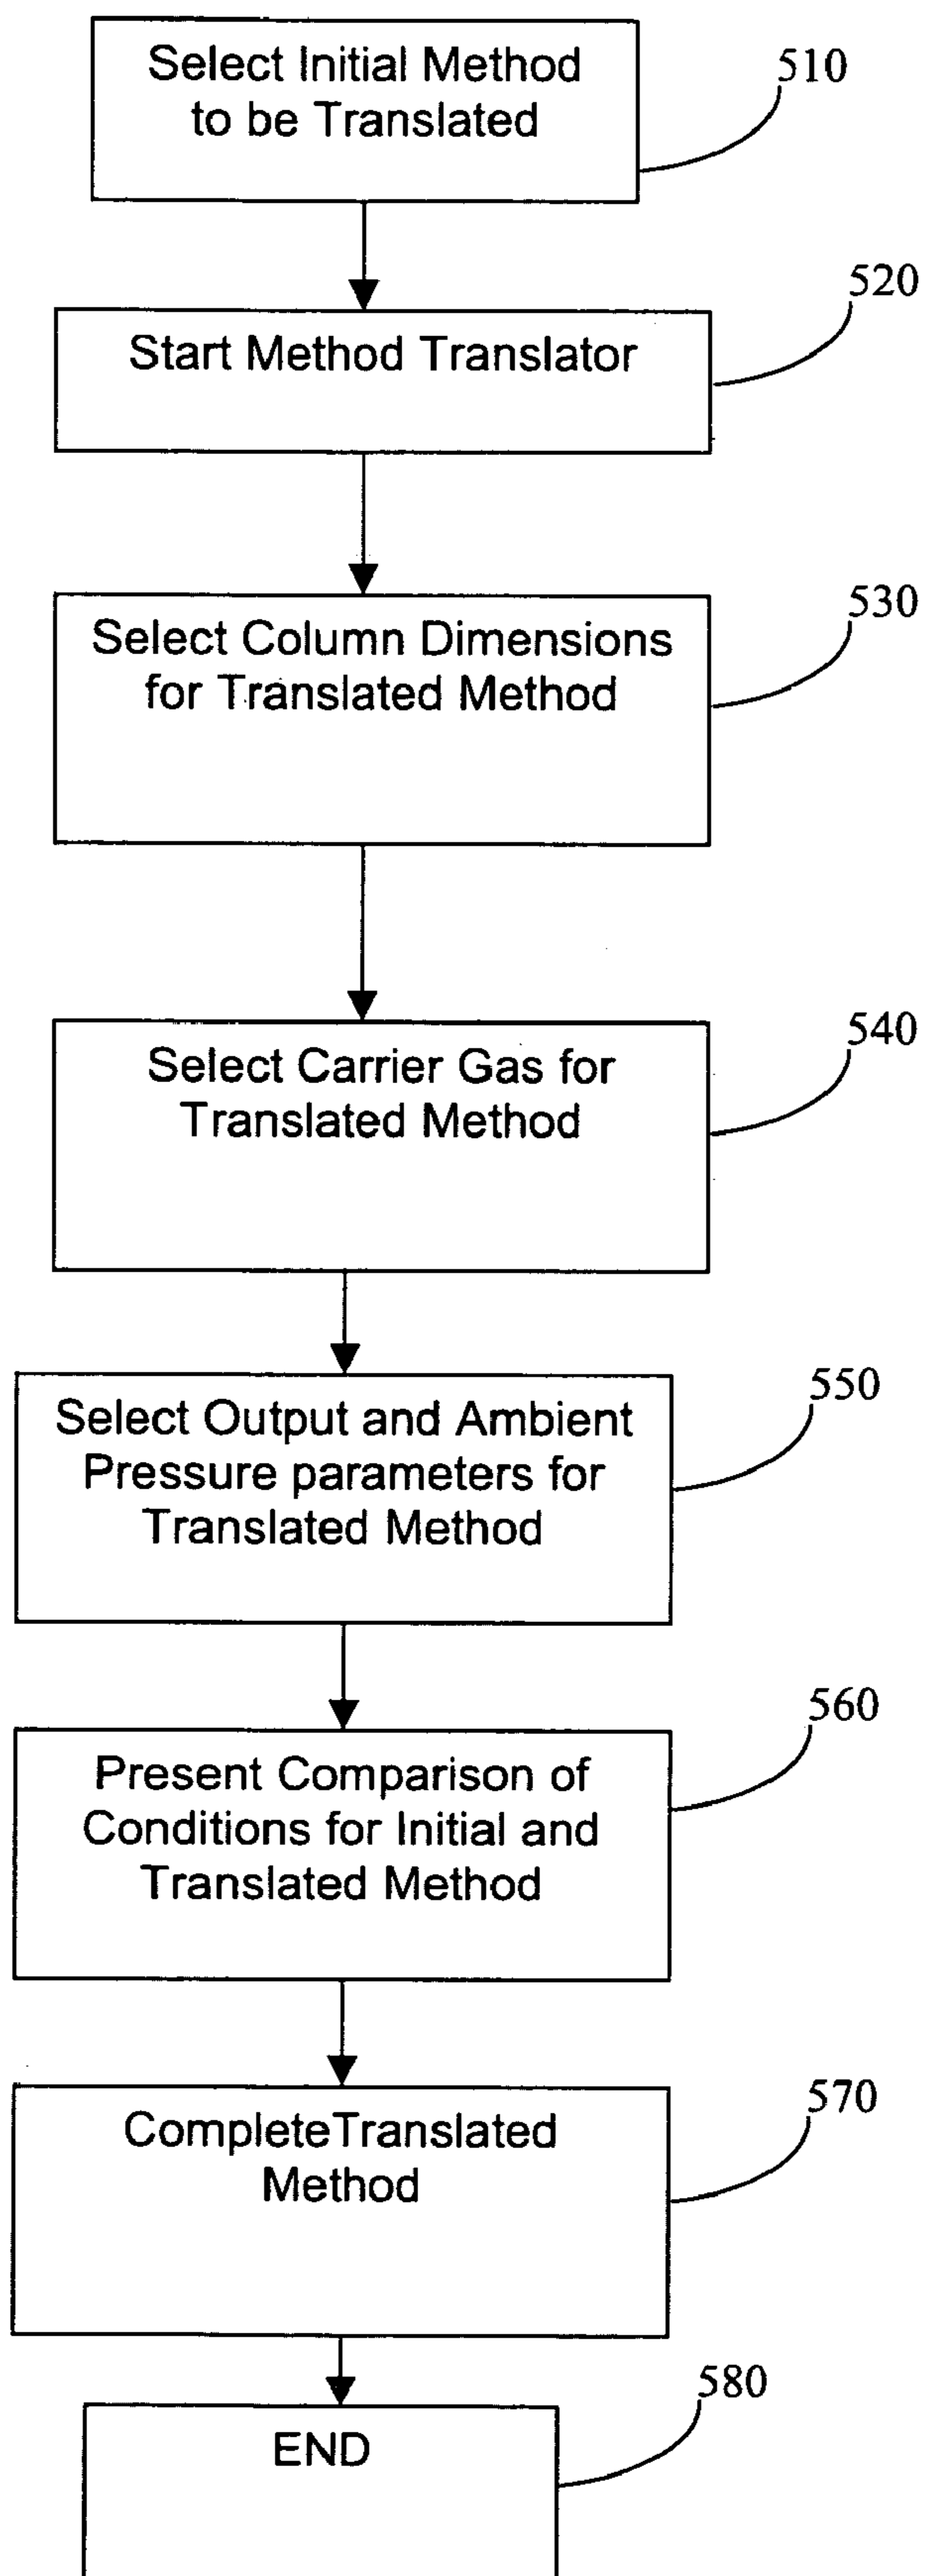 Select Initial Method
to be Translated
510
520
Start Method Translator
530
Select Column Dimensions
for Translated Method
540
Select Carrier Gas for
Translated Method
550
Select Output and Ambient
Pressure parameters for
Translated Method
560
Present Comparison of
Conditions for Initial and
Translated Method
570
CompleteTranslated
Method
580
END